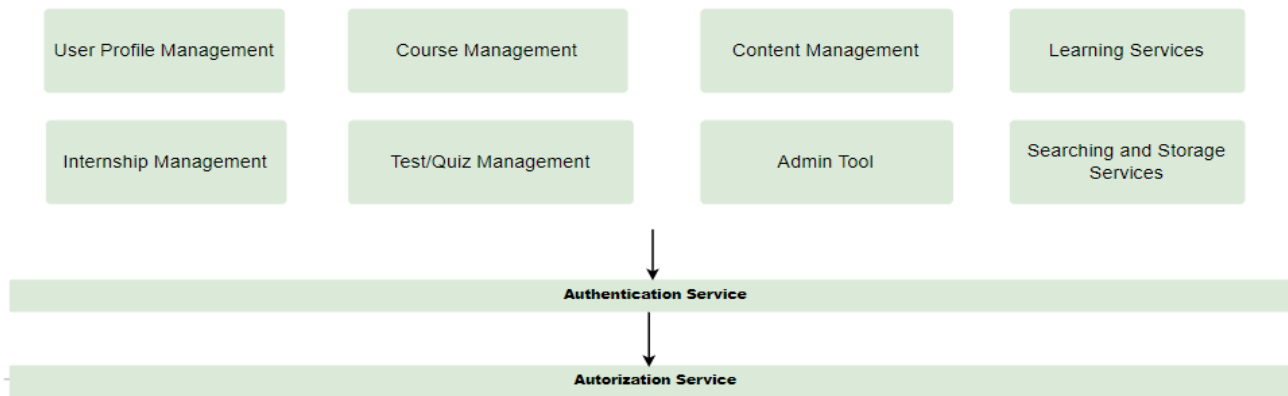 User Profile Management
Course Management
Content Management
Learning Services
Internship Management
Test/Quiz Management
Admin Tool
Searching and Storage
Services
Authentication Service
Autorization Service